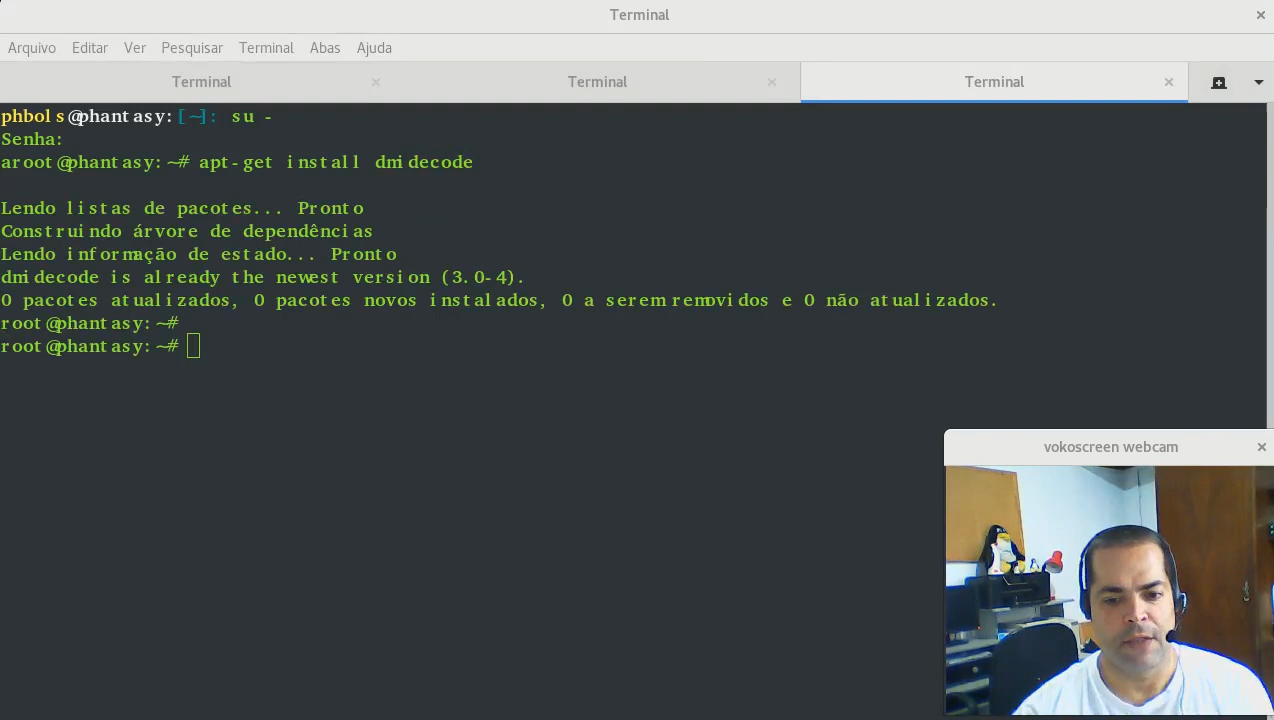 Terminal
Arquivo Editar Ver Pesquisar Terminal Abas Ajuda
Terminal Terminal Terminal
phbols@phantasy:[~]: su -
Senha:
aroot@phantasy:~# apt-get install dmidecode
Lendo listas de pacotes... Pronto
Construindo árvore de dependências
Lendo informação de estado... Pronto
dmidecode is already the newest version (3.0-4).
0 pacotes atualizados, 0 pacotes novos instalados, 0 a serem removidos e 0 não atualizados.
root@phantasy:~#
root@phantasy:~#
vokoscreen webcam